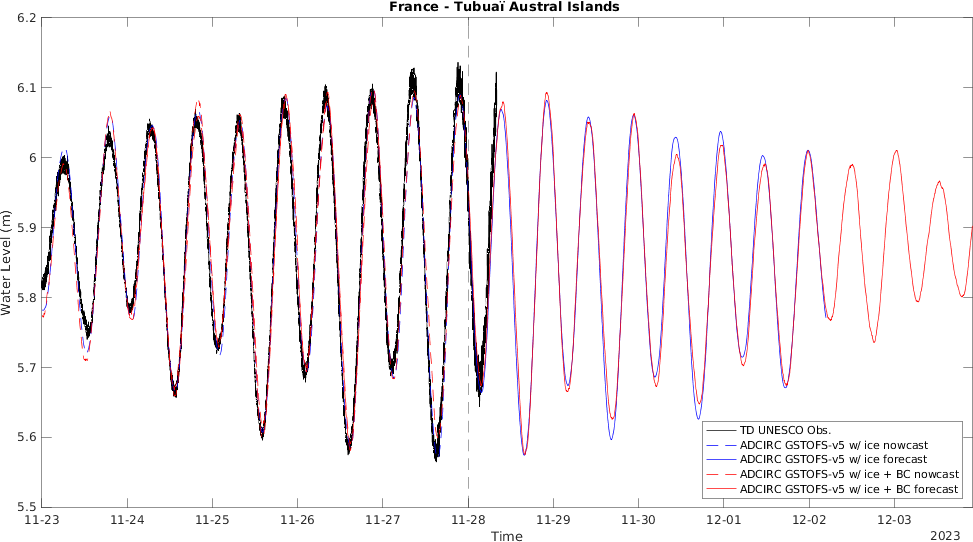 France - Tubuaï Austral Islands
6.2
6.1
6
5.9
5.8
5.7
5.6
5.5
Water Level (m)
11-23 11-24 11-25 11-26 11-27 11-28 11-29 11-30 12-01 12-02 12-03
Time
2023
TD UNESCO Obs.
ADCIRC GSTOFS-v5 w/ ice nowcast
ADCIRC GSTOFS-v5 w/ ice forecast
ADCIRC GSTOFS-v5 w/ ice + BC nowcast
ADCIRC GSTOFS-v5 w/ ice + BC forecast